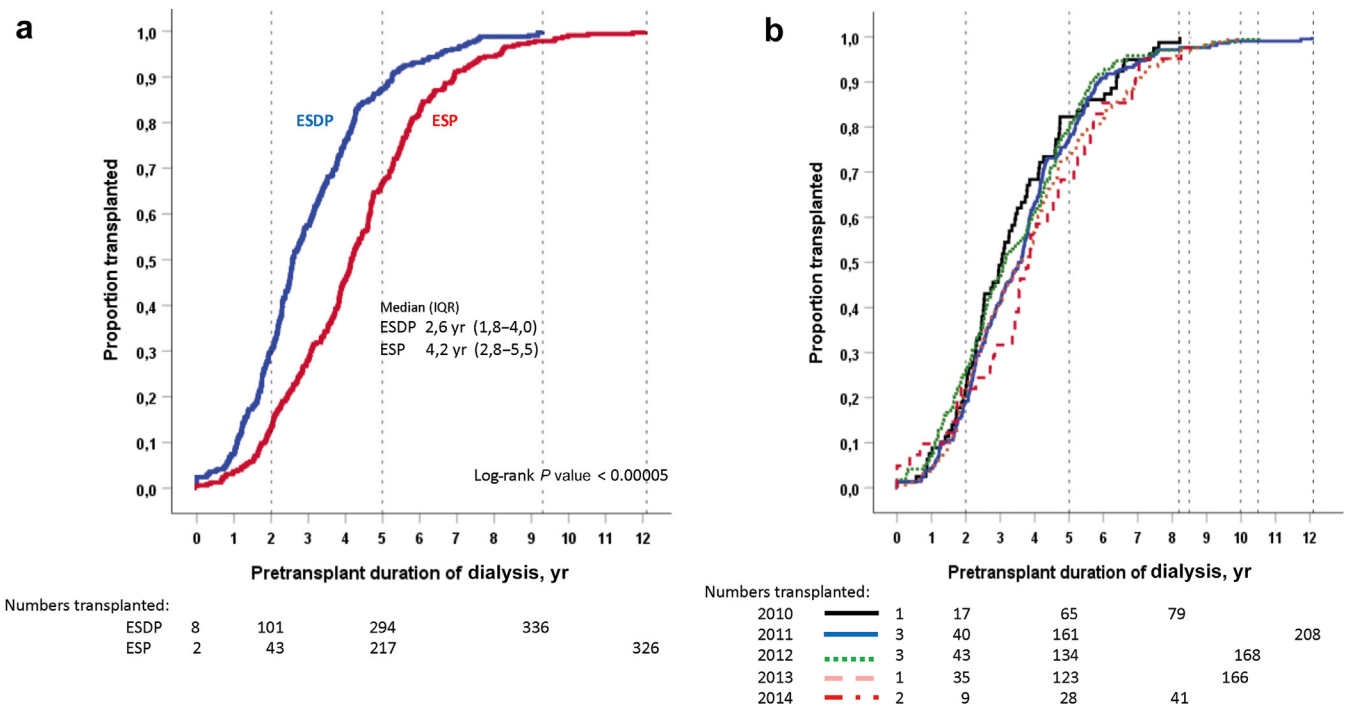 a
1,0
0,9
0,8
0,7
0,6
0,5
0,4
0,3
0,2
0,1
0,0
Proportion transplanted
ESDP
ESP
Median (IQR)
ESDP 2,6 yr (1,8–4,0)
ESP 4,2 yr (2,8–5,5)
Log-rank P value < 0.00005
0 1 2 3 4 5 6 7 8 9 10 11 12
Pretransplant duration of dialysis, yr
Numbers transplanted:
ESDP 8 101 294 336
ESP 2 43 217 326
b
1,0
0,9
0,8
0,7
0,6
0,5
0,4
0,3
0,2
0,1
0,0
Proportion transplanted
0 1 2 3 4 5 6 7 8 9 10 11 12
Pretransplant duration of dialysis, yr
Numbers transplanted:
2010 1 17 65 79
2011 3 40 161 208
2012 3 43 134 168
2013 1 35 123 166
2014 2 9 28 41